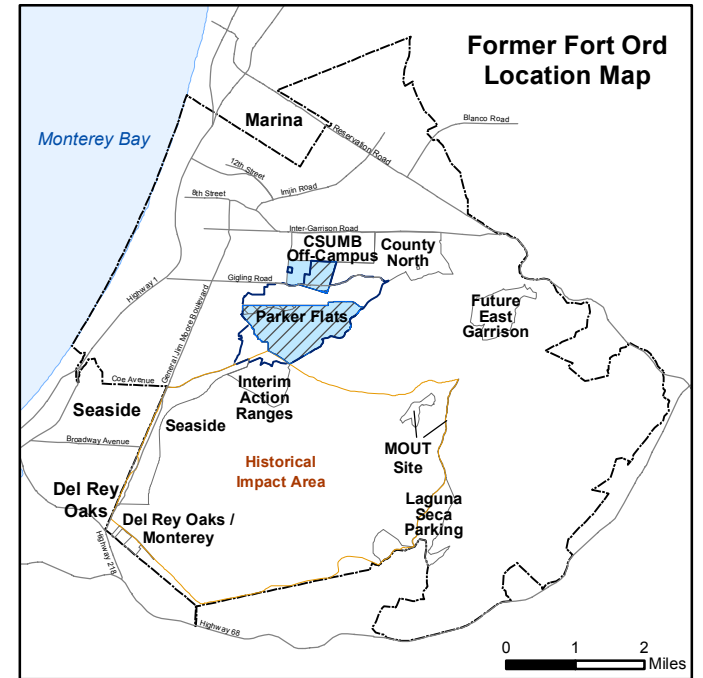 Former Fort Ord
Location Map
Marina
Monterey Bay
Blanco Road
Reservation Road
12th Street
Imjin Road
8th Street
Inter-Garrison Road
CSUMB
Off-Campus
County
North
Gigling Road
Highway 1
General Jim Moore Boulevard
Parker Flats
Future
East
Garrison
Coe Avenue
Interim
Action
Ranges
Seaside
Seaside
Broadway Avenue
MOUT
Site
Historical
Impact Area
Del Rey
Oaks
Laguna
Seca
Parking
Del Rey Oaks /
Monterey
Highway 218
Highway 68
0 1 2
Miles